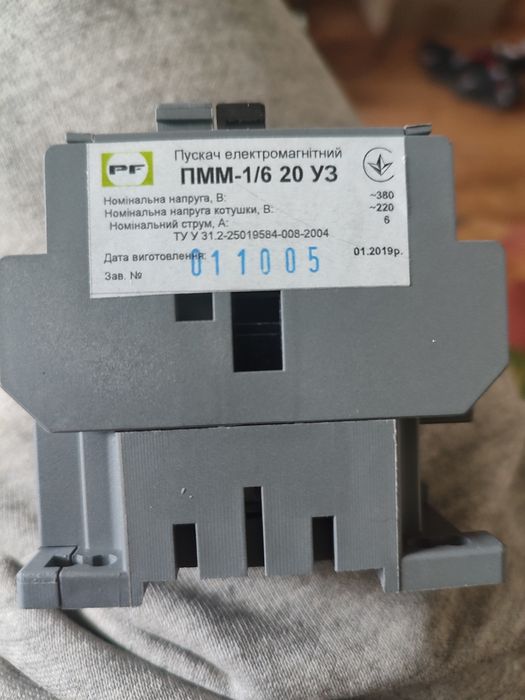 PF
Пускач електромагнітний
ПММ-1/6 20 У3
Номінальна напруга, В: ~380
Номінальна напруга котушки, В: ~220
Номінальний струм, А: 6
ТУ У 31.2-25019584-008-2004
Дата виготовлення: 01.2019р.
Зав. № 011005